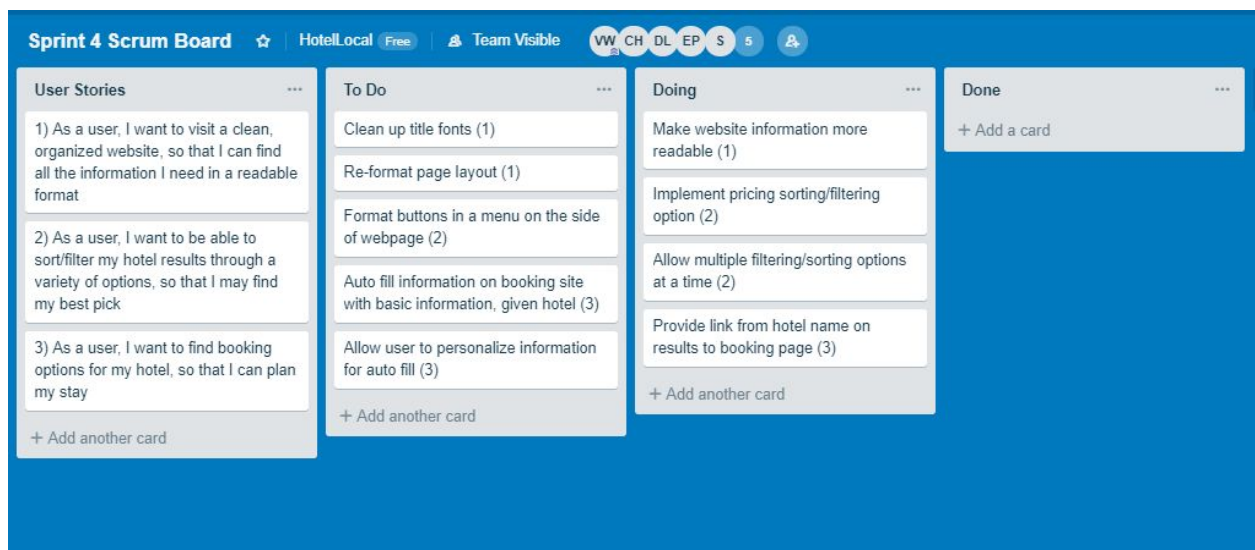 Sprint 4 Scrum Board
HotelLocal Free
Team Visible
VW CH DL EP S 5
User Stories
1) As a user, I want to visit a clean,
organized website, so that I can find
all the information I need in a readable
format
2) As a user, I want to be able to
sort/filter my hotel results through a
variety of options, so that I may find
my best pick
3) As a user, I want to find booking
options for my hotel, so that I can plan
my stay
+ Add another card
To Do
Clean up title fonts (1)
Re-format page layout (1)
Format buttons in a menu on the side
of webpage (2)
Auto fill information on booking site
with basic information, given hotel (3)
Allow user to personalize information
for auto fill (3)
+ Add another card
Doing
Make website information more
readable (1)
Implement pricing sorting/filtering
option (2)
Allow multiple filtering/sorting options
at a time (2)
Provide link from hotel name on
results to booking page (3)
+ Add another card
Done
+ Add a card